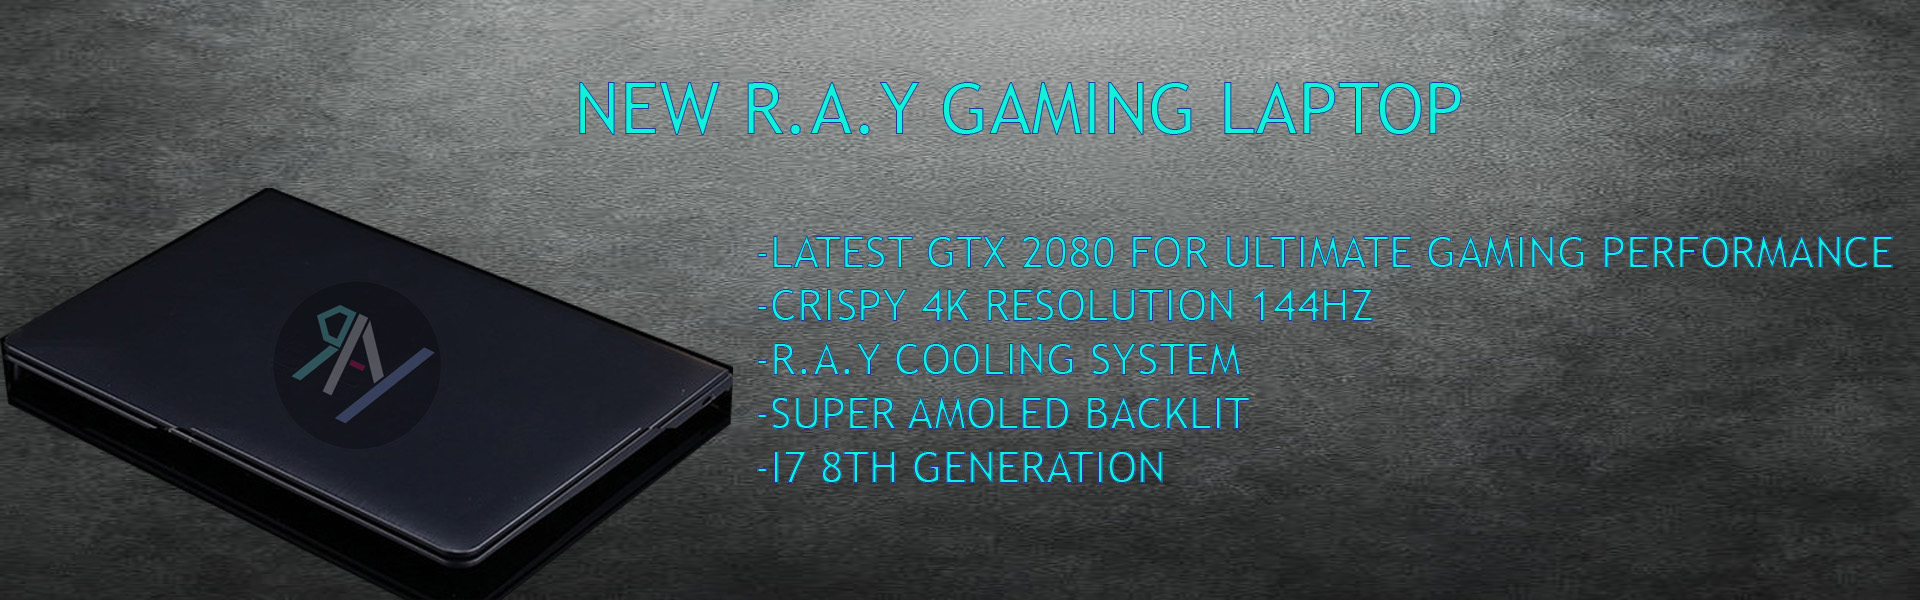 NEW R.A.Y GAMING LAPTOP
-LATEST GTX 2080 FOR ULTIMATE GAMING PERFORMANCE
-CRISPY 4K RESOLUTION 144HZ
-R.A.Y COOLING SYSTEM
-SUPER AMOLED BACKLIT
-I7 8TH GENERATION
RAY